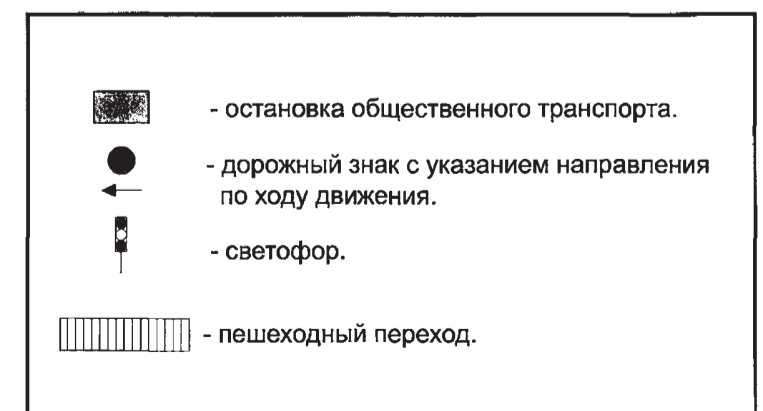 - остановка общественного транспорта.
- дорожный знак с указанием направления
по ходу движения.
- светофор.
- пешеходный переход.